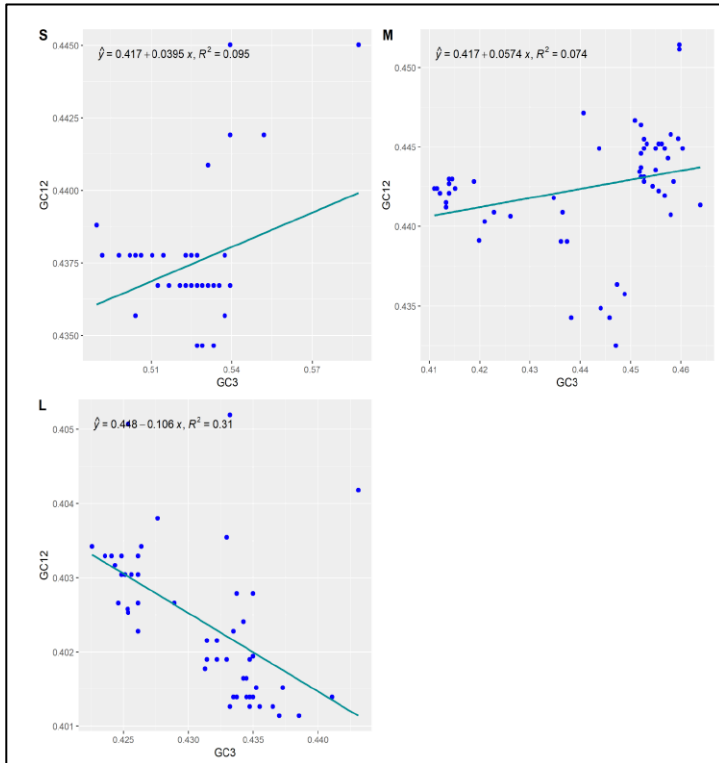 S
ŷ = 0.417 + 0.0395 x, R² = 0.095
0.4450
0.4425
0.4400
0.4375
0.4350
GC12
0.51
0.54
0.57
GC3
M
ŷ = 0.417 + 0.0574 x, R² = 0.074
0.450
0.445
0.440
0.435
GC12
0.41
0.42
0.43
0.44
0.45
0.46
GC3
L
ŷ = 0.448 − 0.106 x, R² = 0.31
0.405
0.404
0.403
0.402
0.401
GC12
0.425
0.430
0.435
0.440
GC3